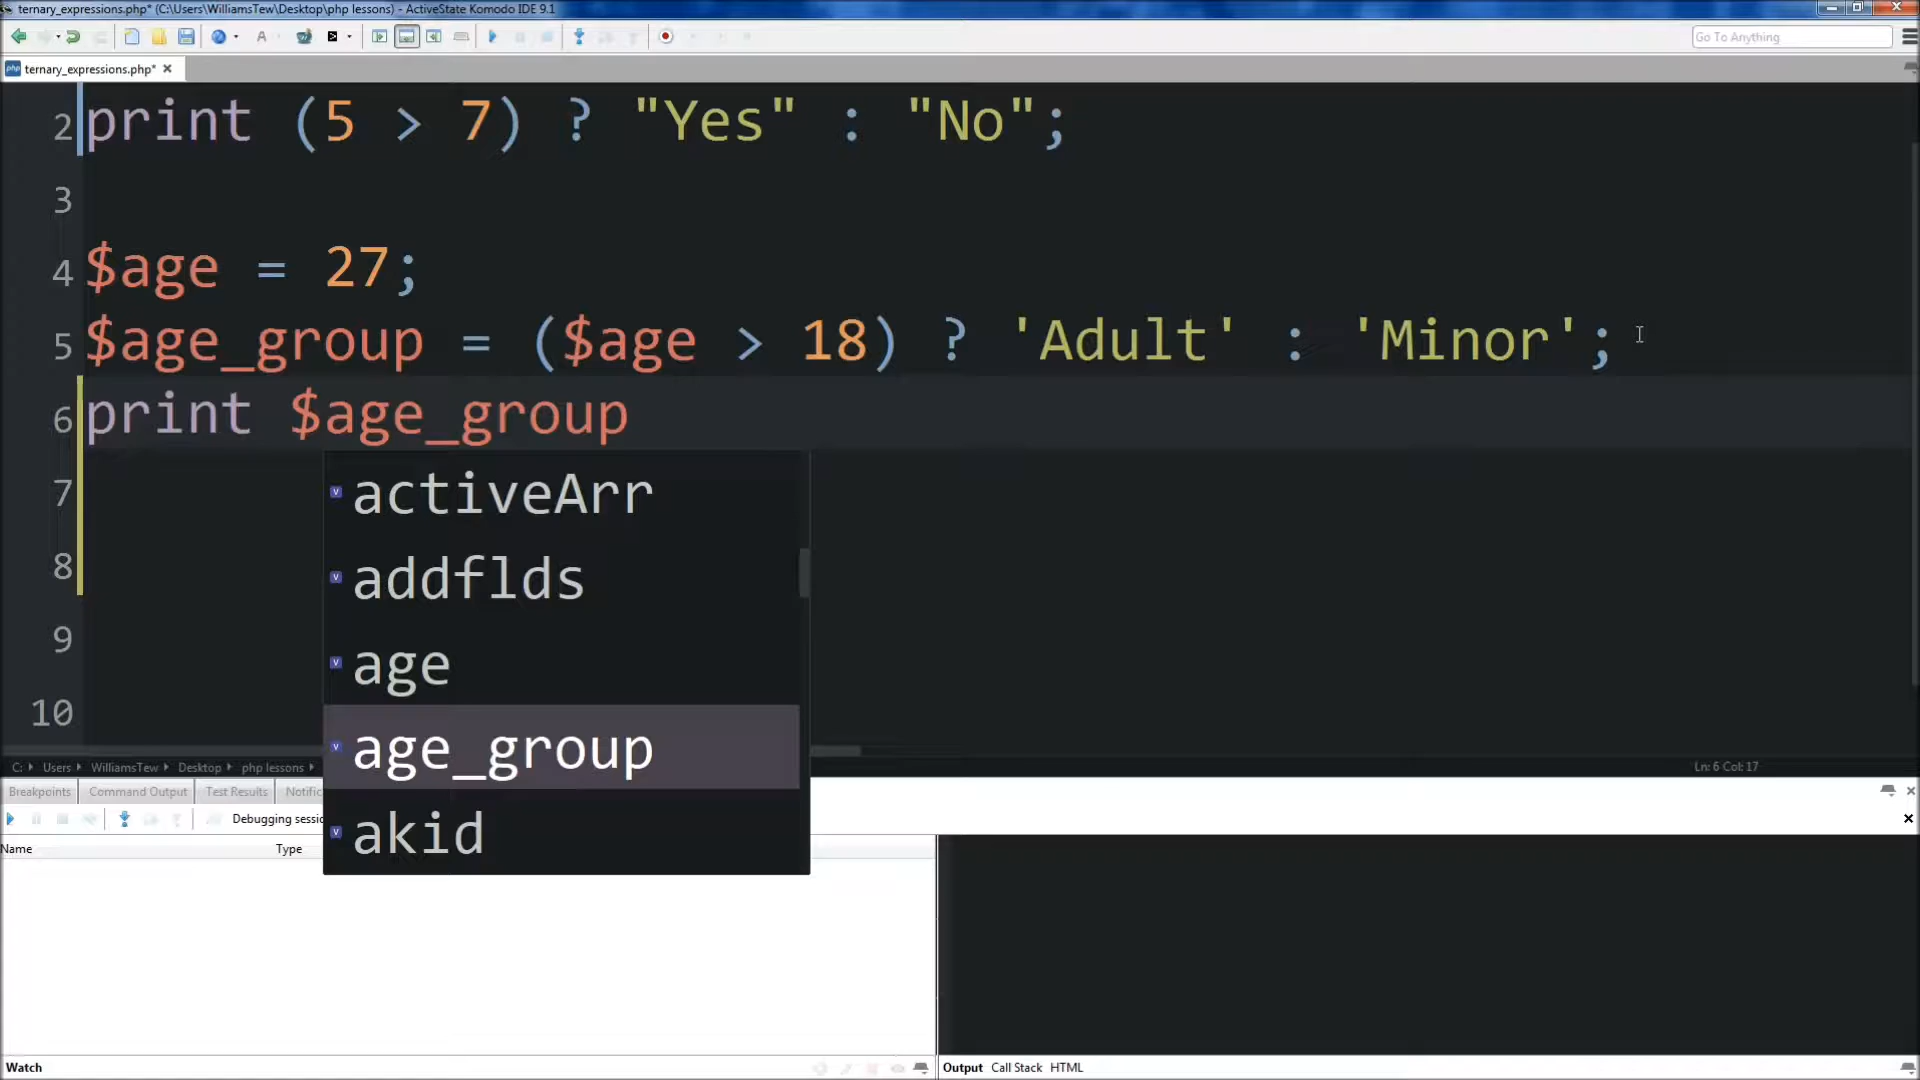 ternary_expressions.php* (C:\Users\WilliamsTew\Desktop\php lessons) - ActiveState Komodo IDE 9.1
Go To Anything
ternary_expressions.php*
2 print (5 > 7) ? "Yes" : "No";
3
4 $age = 27;
5 $age_group = ($age > 18) ? 'Adult' : 'Minor';
6 print $age_group
7 activeArr
8 addflds
9 age
10 age_group
akid
C: Users WilliamsTew Desktop php lessons
Ln: 6 Col: 17
Breakpoints Command Output Test Results Notific
Debugging sessi
Name Type
Watch
Output Call Stack HTML